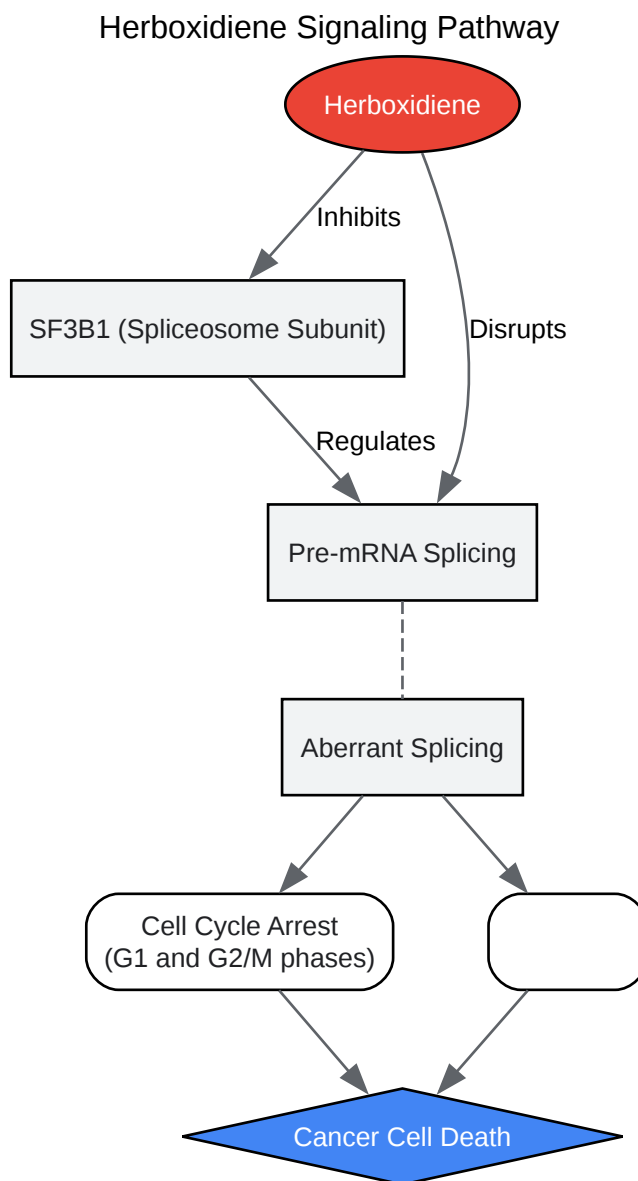 Herboxidiene Signaling Pathway
Herboxidiene
Inhibits
SF3B1 (Spliceosome Subunit)
Disrupts
Regulates
Pre-mRNA Splicing
Aberrant Splicing
Cell Cycle Arrest
(G1 and G2/M phases)
Cancer Cell Death